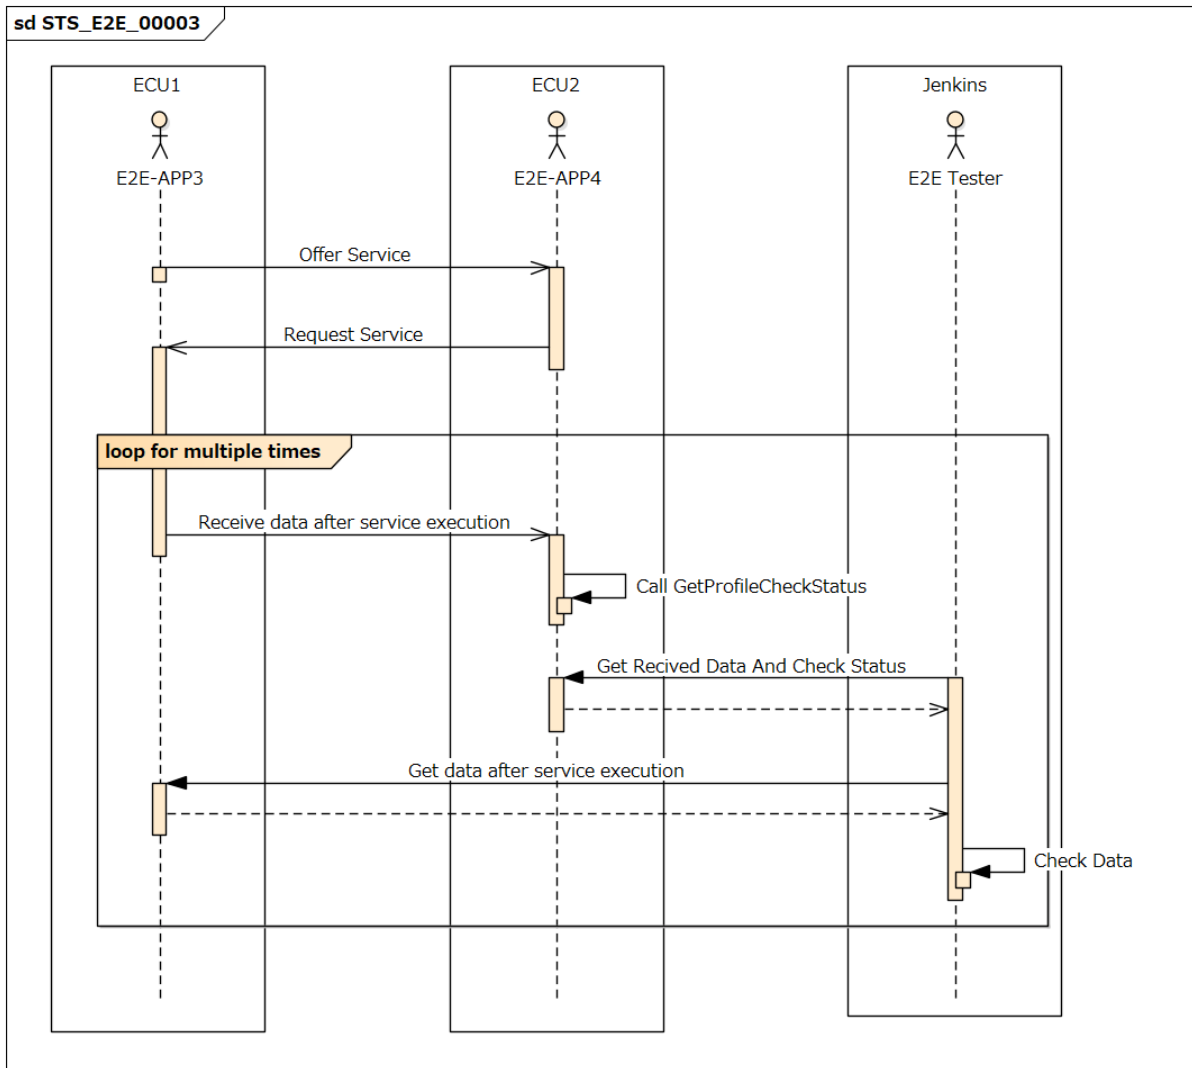 sd STS_E2E_00003
ECU1
ECU2
Jenkins
E2E-APP3
E2E-APP4
E2E Tester
Offer Service
Request Service
loop for multiple times
Receive data after service execution
Call GetProfileCheckStatus
Get Recived Data And Check Status
Get data after service execution
Check Data